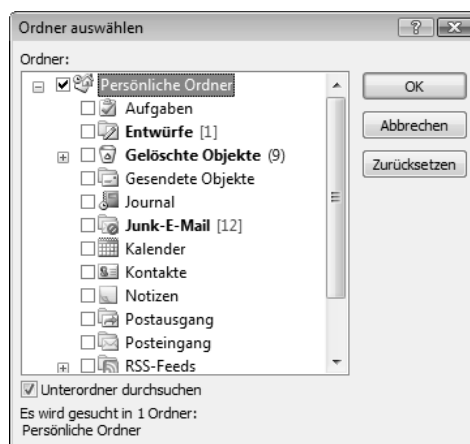 Ordner auswählen
Ordner:
Persönliche Ordner
OK
Aufgaben
Entwürfe [1]
Abbrechen
Gelöschte Objekte (9)
Zurücksetzen
Gesendete Objekte
Journal
Junk-E-Mail [12]
Kalender
Kontakte
Notizen
Postausgang
Posteingang
RSS-Feeds
Unterordner durchsuchen
Es wird gesucht in 1 Ordner:
Persönliche Ordner